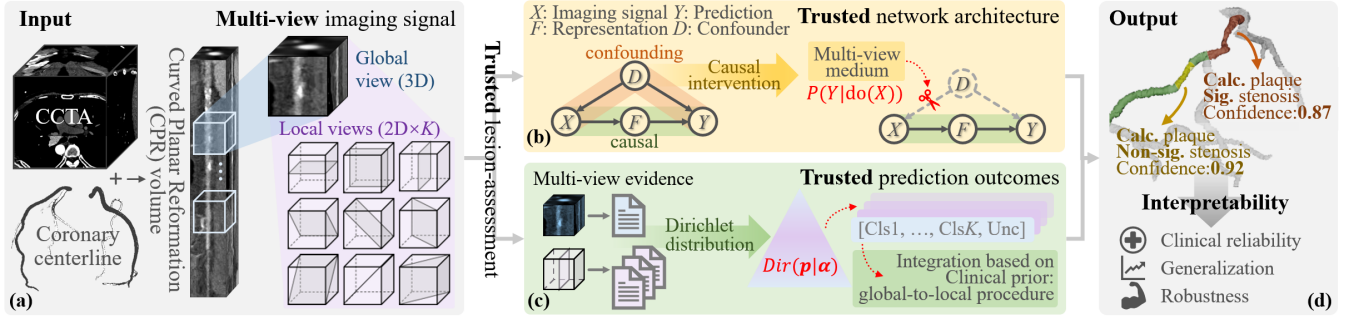 Input
Multi-view imaging signal
CCTA
+
Coronary
centerline
Curved Planar Reformation
(CPR) volume
Global
view (3D)
Local views (2D×K)
(a)
Trusted lesion-assessment
X: Imaging signal Y: Prediction
F: Representation D: Confounder
Trusted network architecture
confounding
D
X
F
Y
causal
Causal
intervention
Multi-view
medium
P(Y|do(X))
D
X
F
Y
(b)
Multi-view evidence
Trusted prediction outcomes
Dirichlet
distribution
Dir(p|α)
[Cls1, …, ClsK, Unc]
Integration based on
Clinical prior:
global-to-local procedure
(c)
Output
Calc. plaque
Sig. stenosis
Confidence:0.87
Calc. plaque
Non-sig. stenosis
Confidence:0.92
Interpretability
Clinical reliability
Generalization
Robustness
(d)